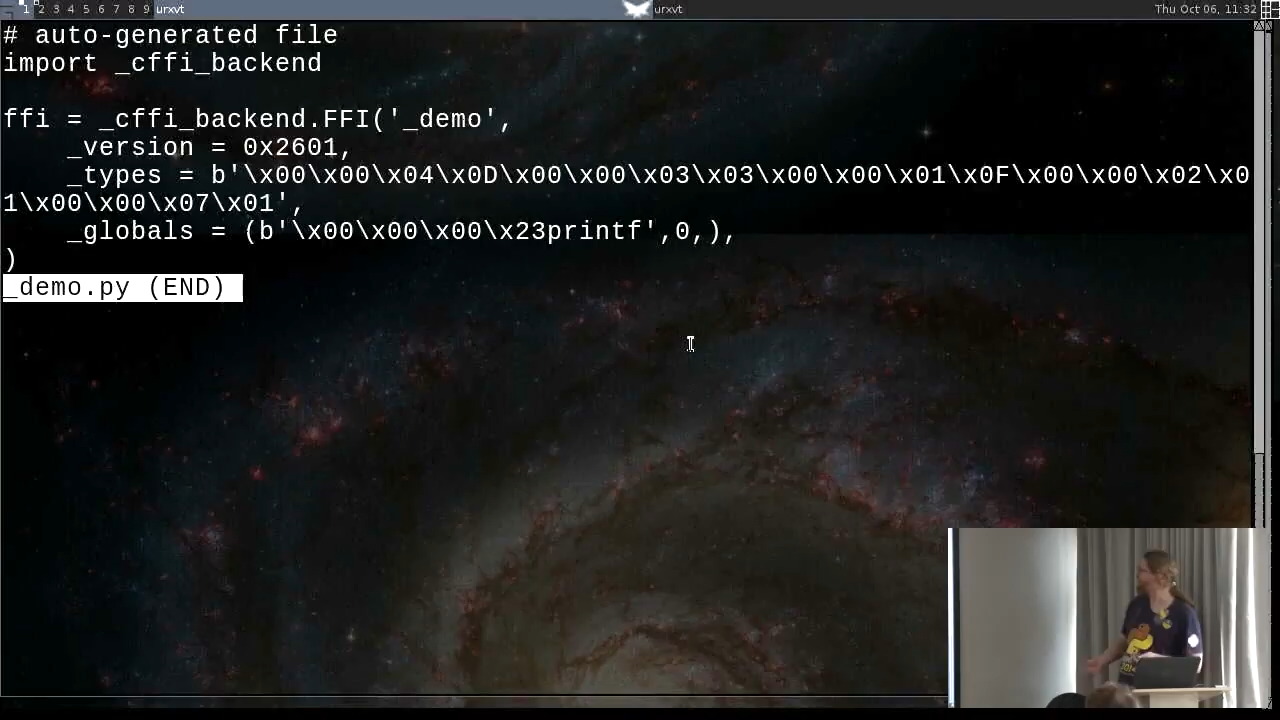 1 2 3 4 5 6 7 8 9 urxvt urxvt Thu Oct 06, 11:32
# auto-generated file
import _cffi_backend
ffi = _cffi_backend.FFI('_demo',
_version = 0x2601,
_types = b'\x00\x00\x04\x0D\x00\x00\x03\x03\x00\x00\x01\x0F\x00\x00\x02\x0
1\x00\x00\x07\x01',
_globals = (b'\x00\x00\x00\x23printf',0,),
)
_demo.py (END)